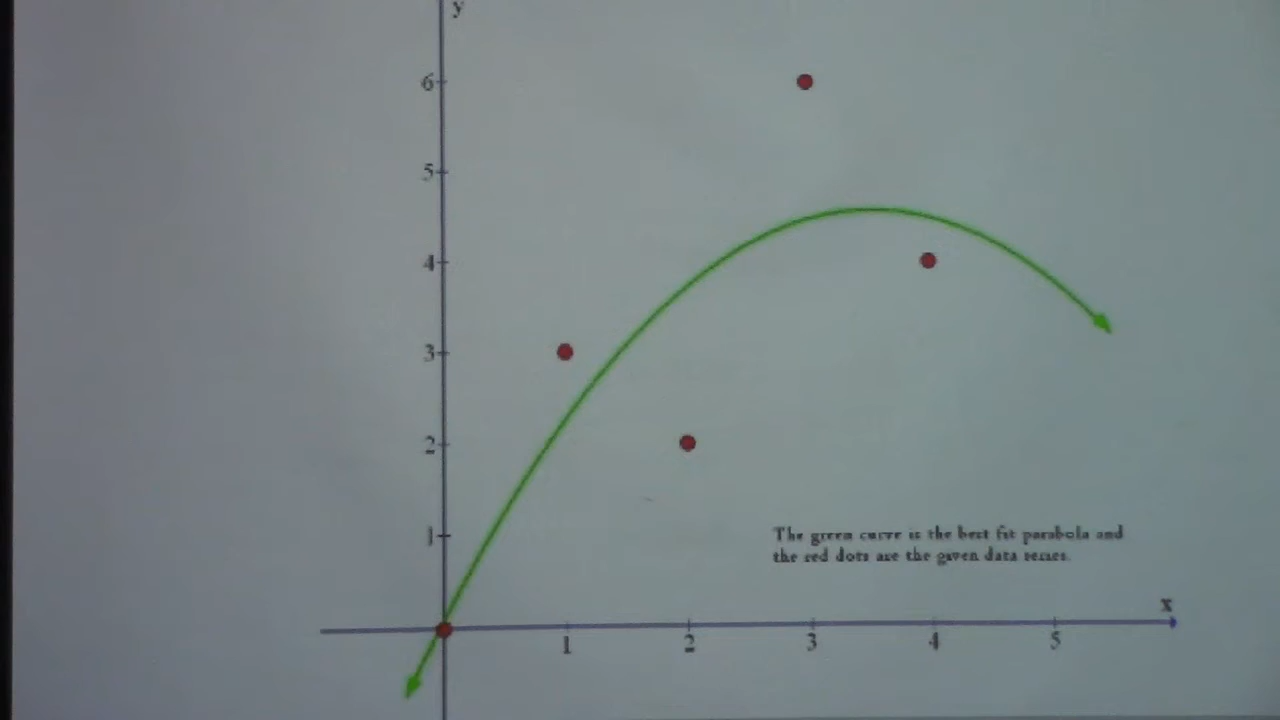 y
6
5
4
3
2
1
The green curve is the best fit parabola and
the red dots are the given data series.
x
1
2
3
4
5